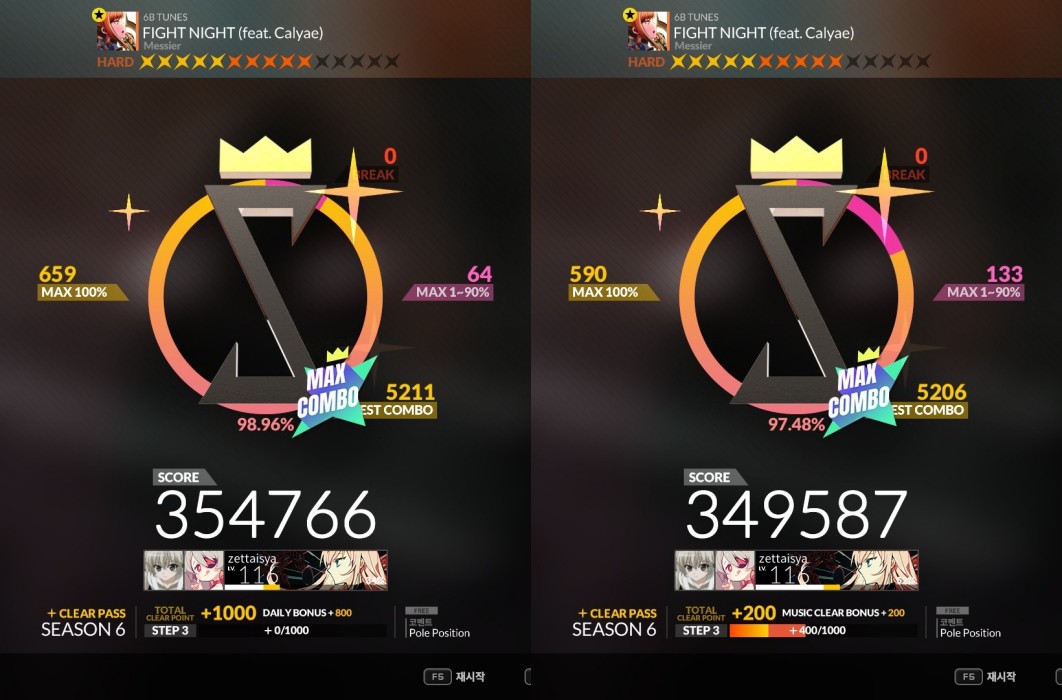 6B TUNES
FIGHT NIGHT (feat. Calyae)
Messier
HARD
0
BREAK
659
MAX 100%
64
MAX 1~90%
MAX COMBO
5211
EST COMBO
98.96%
SCORE
354766
zettaisya
LV. 116
+ CLEAR PASS
SEASON 6
TOTAL
CLEAR POINT
+1000 DAILY BONUS + 800
STEP 3
+ 0/1000
FREE
코벤트
Pole Position
F5 재시작
6B TUNES
FIGHT NIGHT (feat. Calyae)
Messier
HARD
0
BREAK
590
MAX 100%
133
MAX 1~90%
MAX COMBO
5206
EST COMBO
97.48%
SCORE
349587
zettaisya
LV. 116
+ CLEAR PASS
SEASON 6
TOTAL
CLEAR POINT
+200 MUSIC CLEAR BONUS + 200
STEP 3
+ 400/1000
FREE
코벤트
Pole Position
F5 재시작